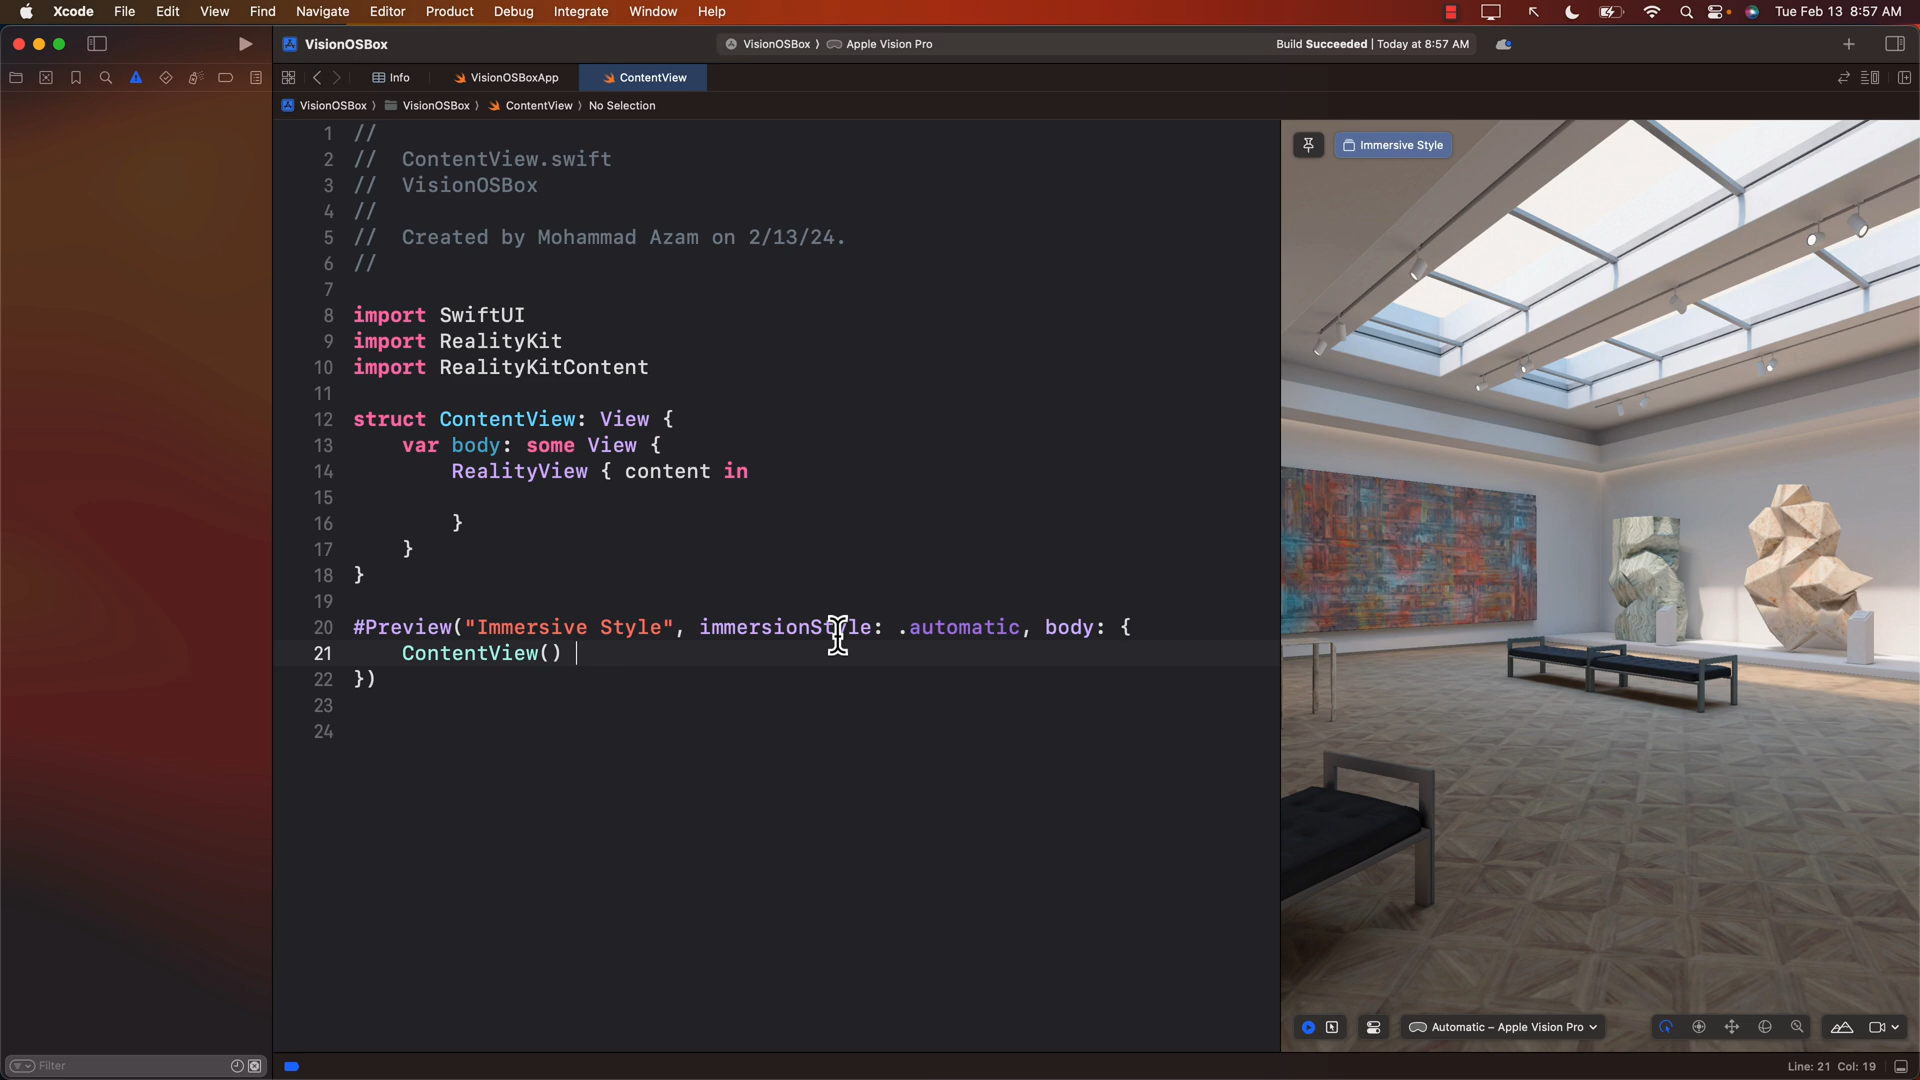 Xcode File Edit View Find Navigate Editor Product Debug Integrate Window Help Tue Feb 13 8:57 AM
VisionOSBox VisionOSBox ⟩ Apple Vision Pro Build Succeeded | Today at 8:57 AM
Info VisionOSBoxApp ContentView
VisionOSBox ⟩ VisionOSBox ⟩ ContentView ⟩ No Selection
1 //
2 //  ContentView.swift
3 //  VisionOSBox
4 //
5 //  Created by Mohammad Azam on 2/13/24.
6 //
7
8 import SwiftUI
9 import RealityKit
10 import RealityKitContent
11
12 struct ContentView: View {
13     var body: some View {
14         RealityView { content in
15
16         }
17     }
18 }
19
20 #Preview("Immersive Style", immersionStyle: .automatic, body: {
21     ContentView()
22 })
23
24
Immersive Style
Automatic – Apple Vision Pro
Filter
Line: 21 Col: 19